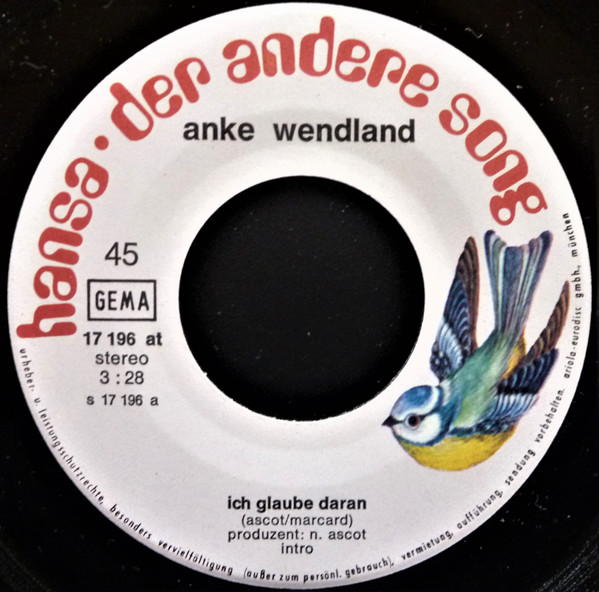 hansa · der andere song
anke wendland
45
GEMA
17 196 at
stereo
3 : 28
s 17 196 a
ich glaube daran
(ascot/marcard)
produzent: n. ascot
intro
urheber- u. leistungsschutzrechte, besonders vervielfältigung (außer zum persönl. gebrauch), vermietung, aufführung, sendung vorbehalten. ariola-eurodisc gmbh., münchen